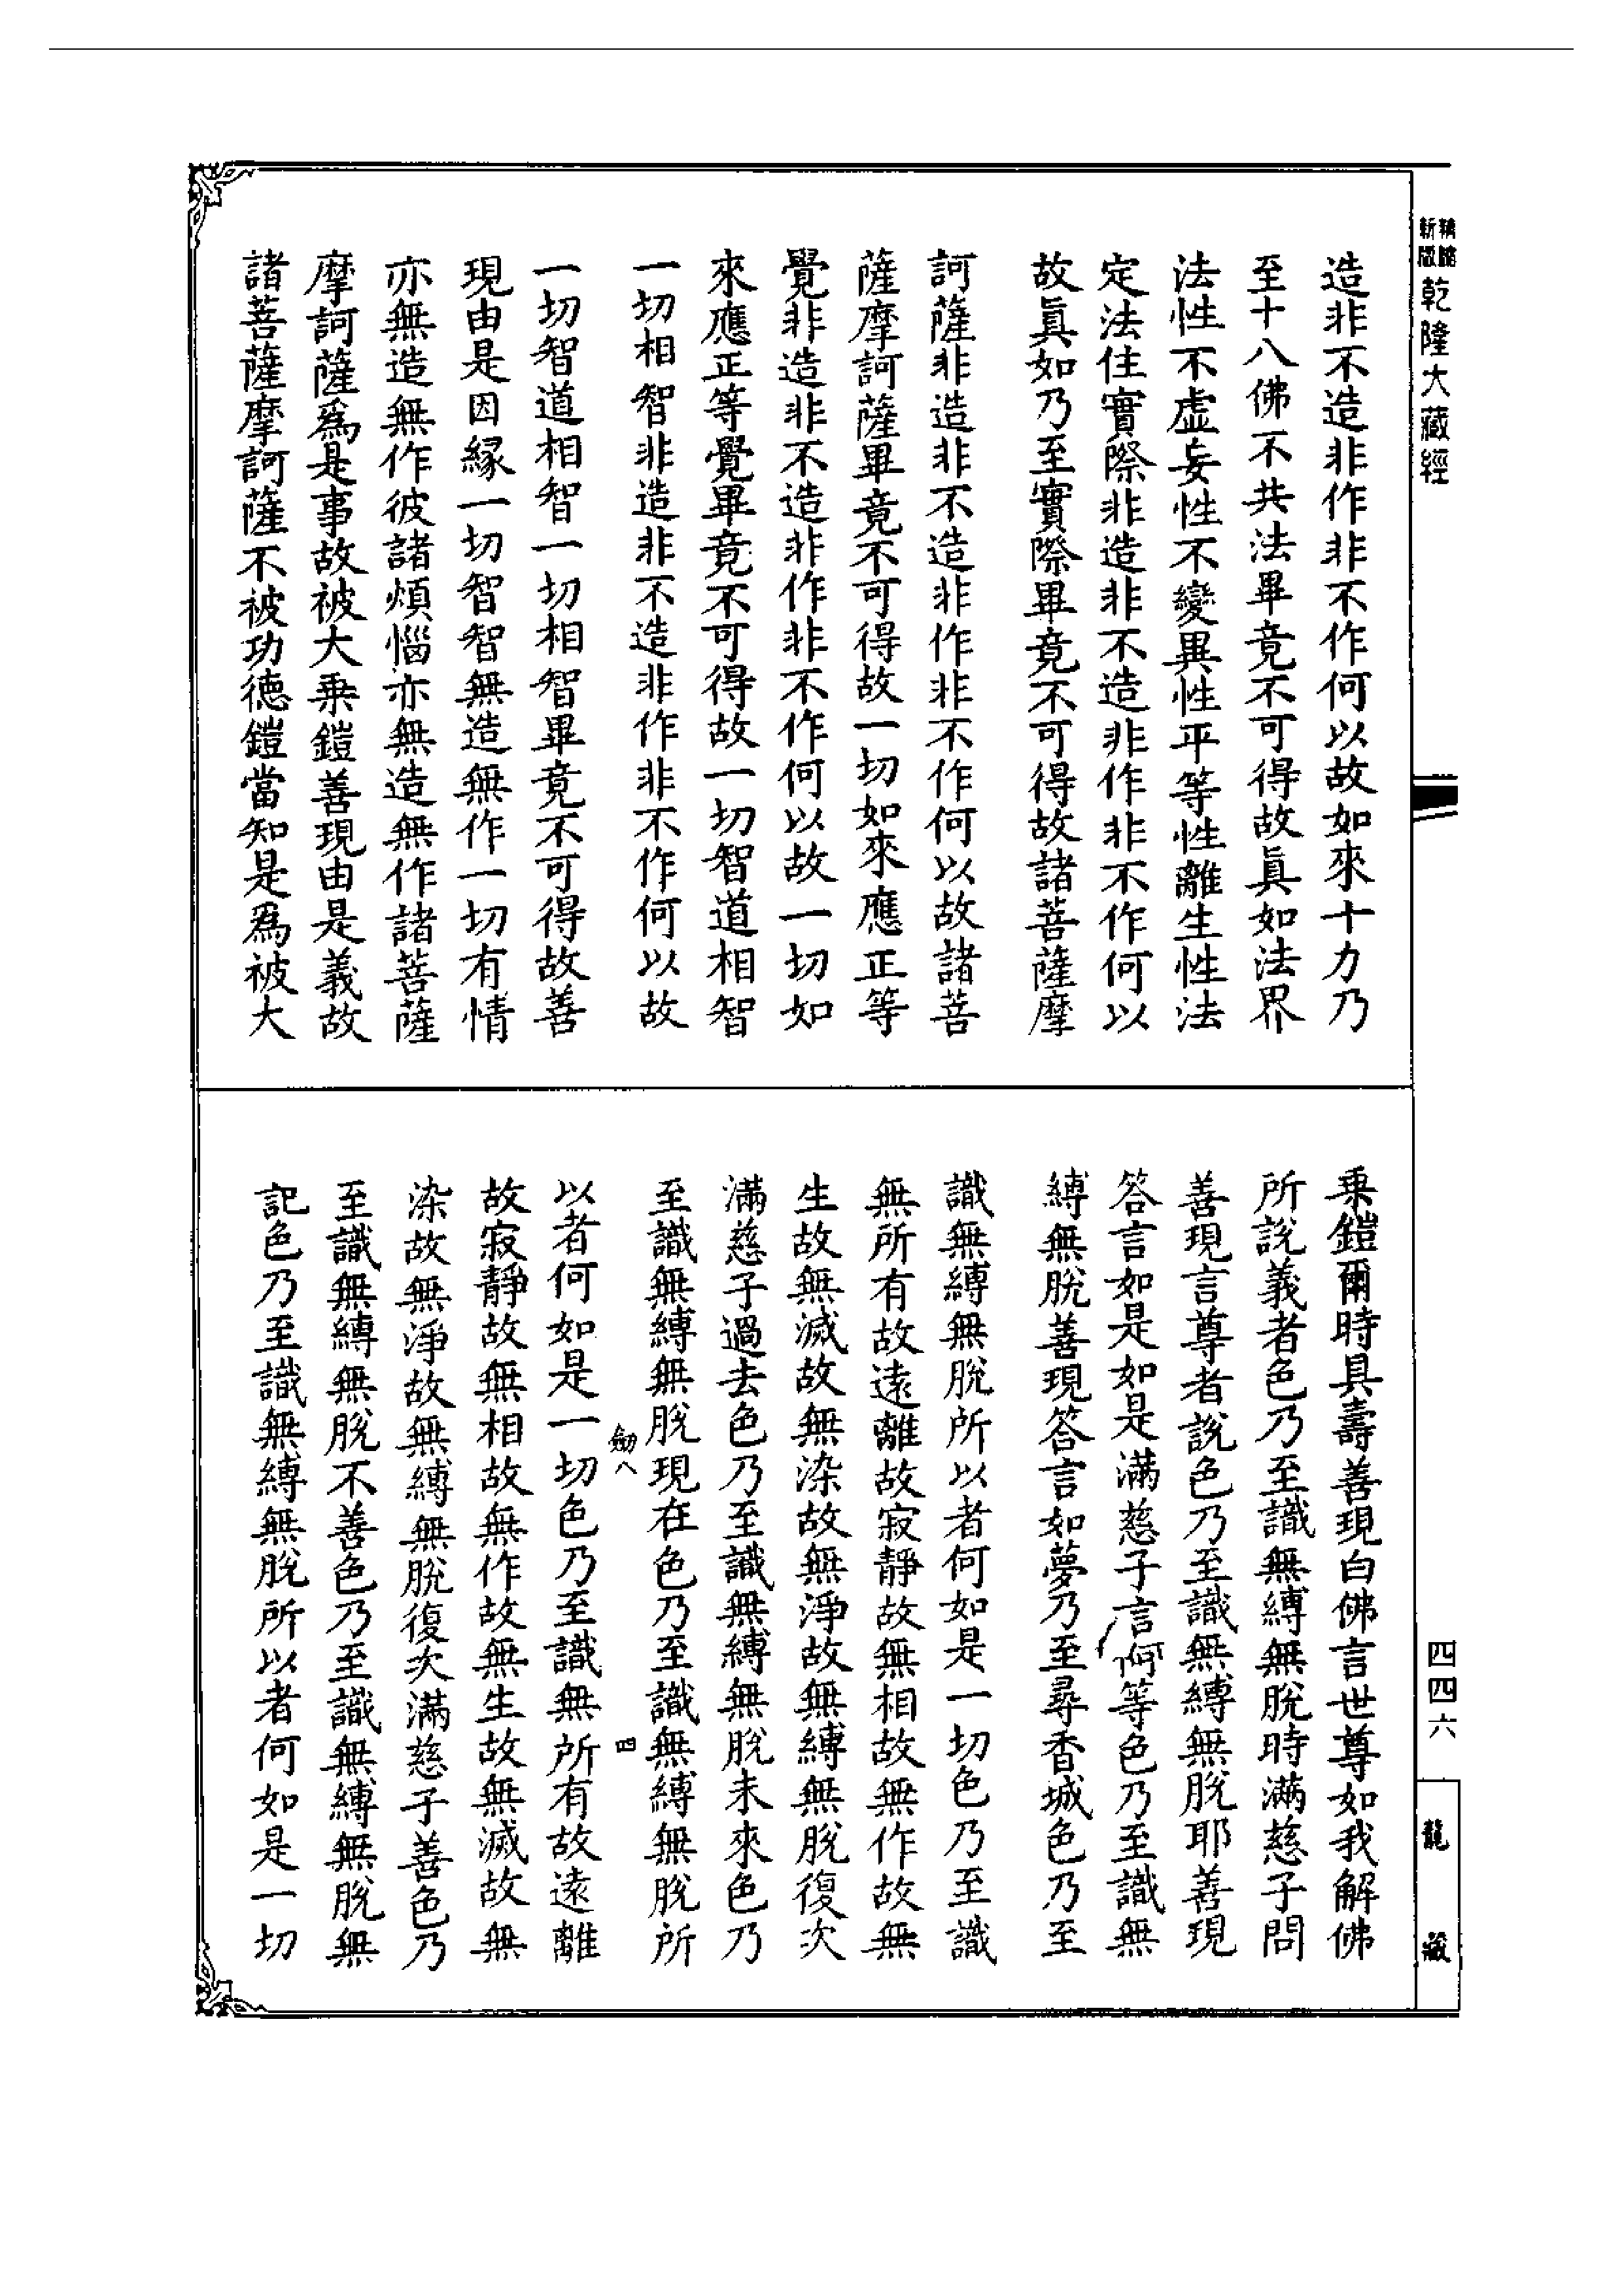 新版
乾隆大藏經
四四六
龍藏
造非不造非作非不作何以故如來十力乃
至十八佛不共法畢竟不可得故眞如法界
法性不虛妄性不變異性平等性離生性法
定法住實際非造非不造非作非不作何以
故眞如乃至實際畢竟不可得故諸菩薩摩
訶薩非造非不造非作非不作何以故諸菩
薩摩訶薩畢竟不可得故一切如來應正等
覺非造非不造非作非不作何以故一切如
來應正等覺畢竟不可得故一切智道相智
一切相智非造非不造非作非不作何以故
一切智道相智一切相智畢竟不可得故善
現由是因緣一切智智無造無作一切有情
亦無造無作彼諸煩惱亦無造無作諸菩薩
摩訶薩爲是事故被大乗鎧善現由是義故
諸菩薩摩訶薩不被功德鎧當知是爲被大
乗鎧爾時具壽善現白佛言世尊如我解佛
所說義者色乃至識無縛無脫時滿慈子問
善現言尊者說色乃至識無縛無脫耶善現
答言如是如是滿慈子言何等色乃至識無
縛無脫善現答言如夢乃至尋香城色乃至
識無縛無脫所以者何如是一切色乃至識
無所有故遠離故寂靜故無相故無作故無
生故無滅故無染故無淨故無縛無脫復次
滿慈子過去色乃至識無縛無脫未來色乃
至識無縛無脫現在色乃至識無縛無脫所
劒八
四
以者何如是一切色乃至識無所有故遠離
故寂靜故無相故無作故無生故無滅故無
染故無淨故無縛無脫復次滿慈子善色乃
至識無縛無脫不善色乃至識無縛無脫無
記色乃至識無縛無脫所以者何如是一切